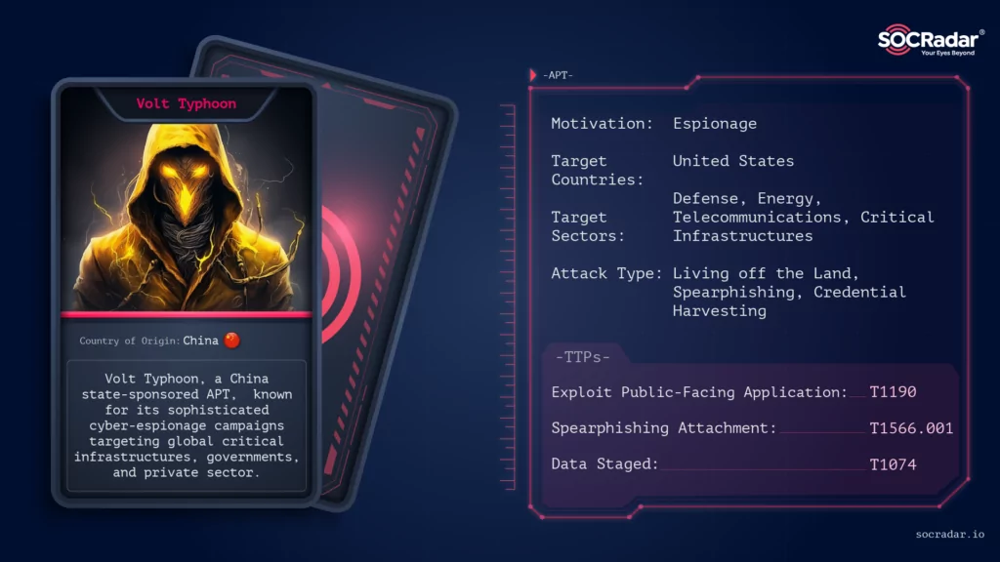 SOCRadar®
Your Eyes Beyond
Volt Typhoon
Country of Origin: China
Volt Typhoon, a China
state-sponsored APT, known
for its sophisticated
cyber-espionage campaigns
targeting global critical
infrastructures, governments,
and private sector.
-APT-
Motivation: Espionage
Target Countries: United States
Target Sectors: Defense, Energy,
Telecommunications, Critical
Infrastructures
Attack Type: Living off the Land,
Spearphishing, Credential
Harvesting
-TTPs-
Exploit Public-Facing Application: T1190
Spearphishing Attachment: T1566.001
Data Staged: T1074
socradar.io